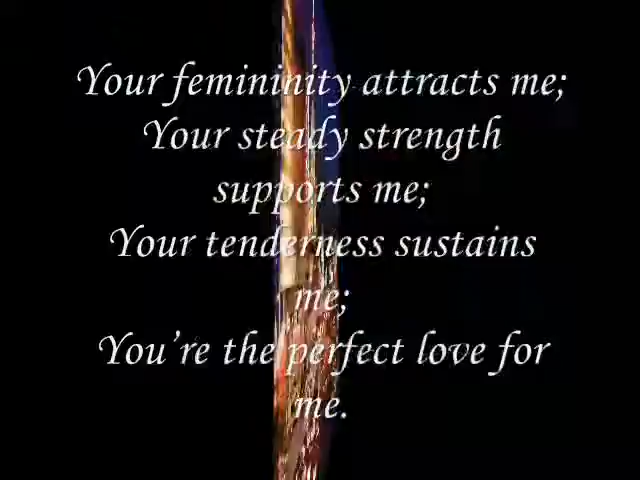 Your femininity attracts me;
Your steady strength
supports me;
Your tenderness sustains
me;
You’re the perfect love for
me.